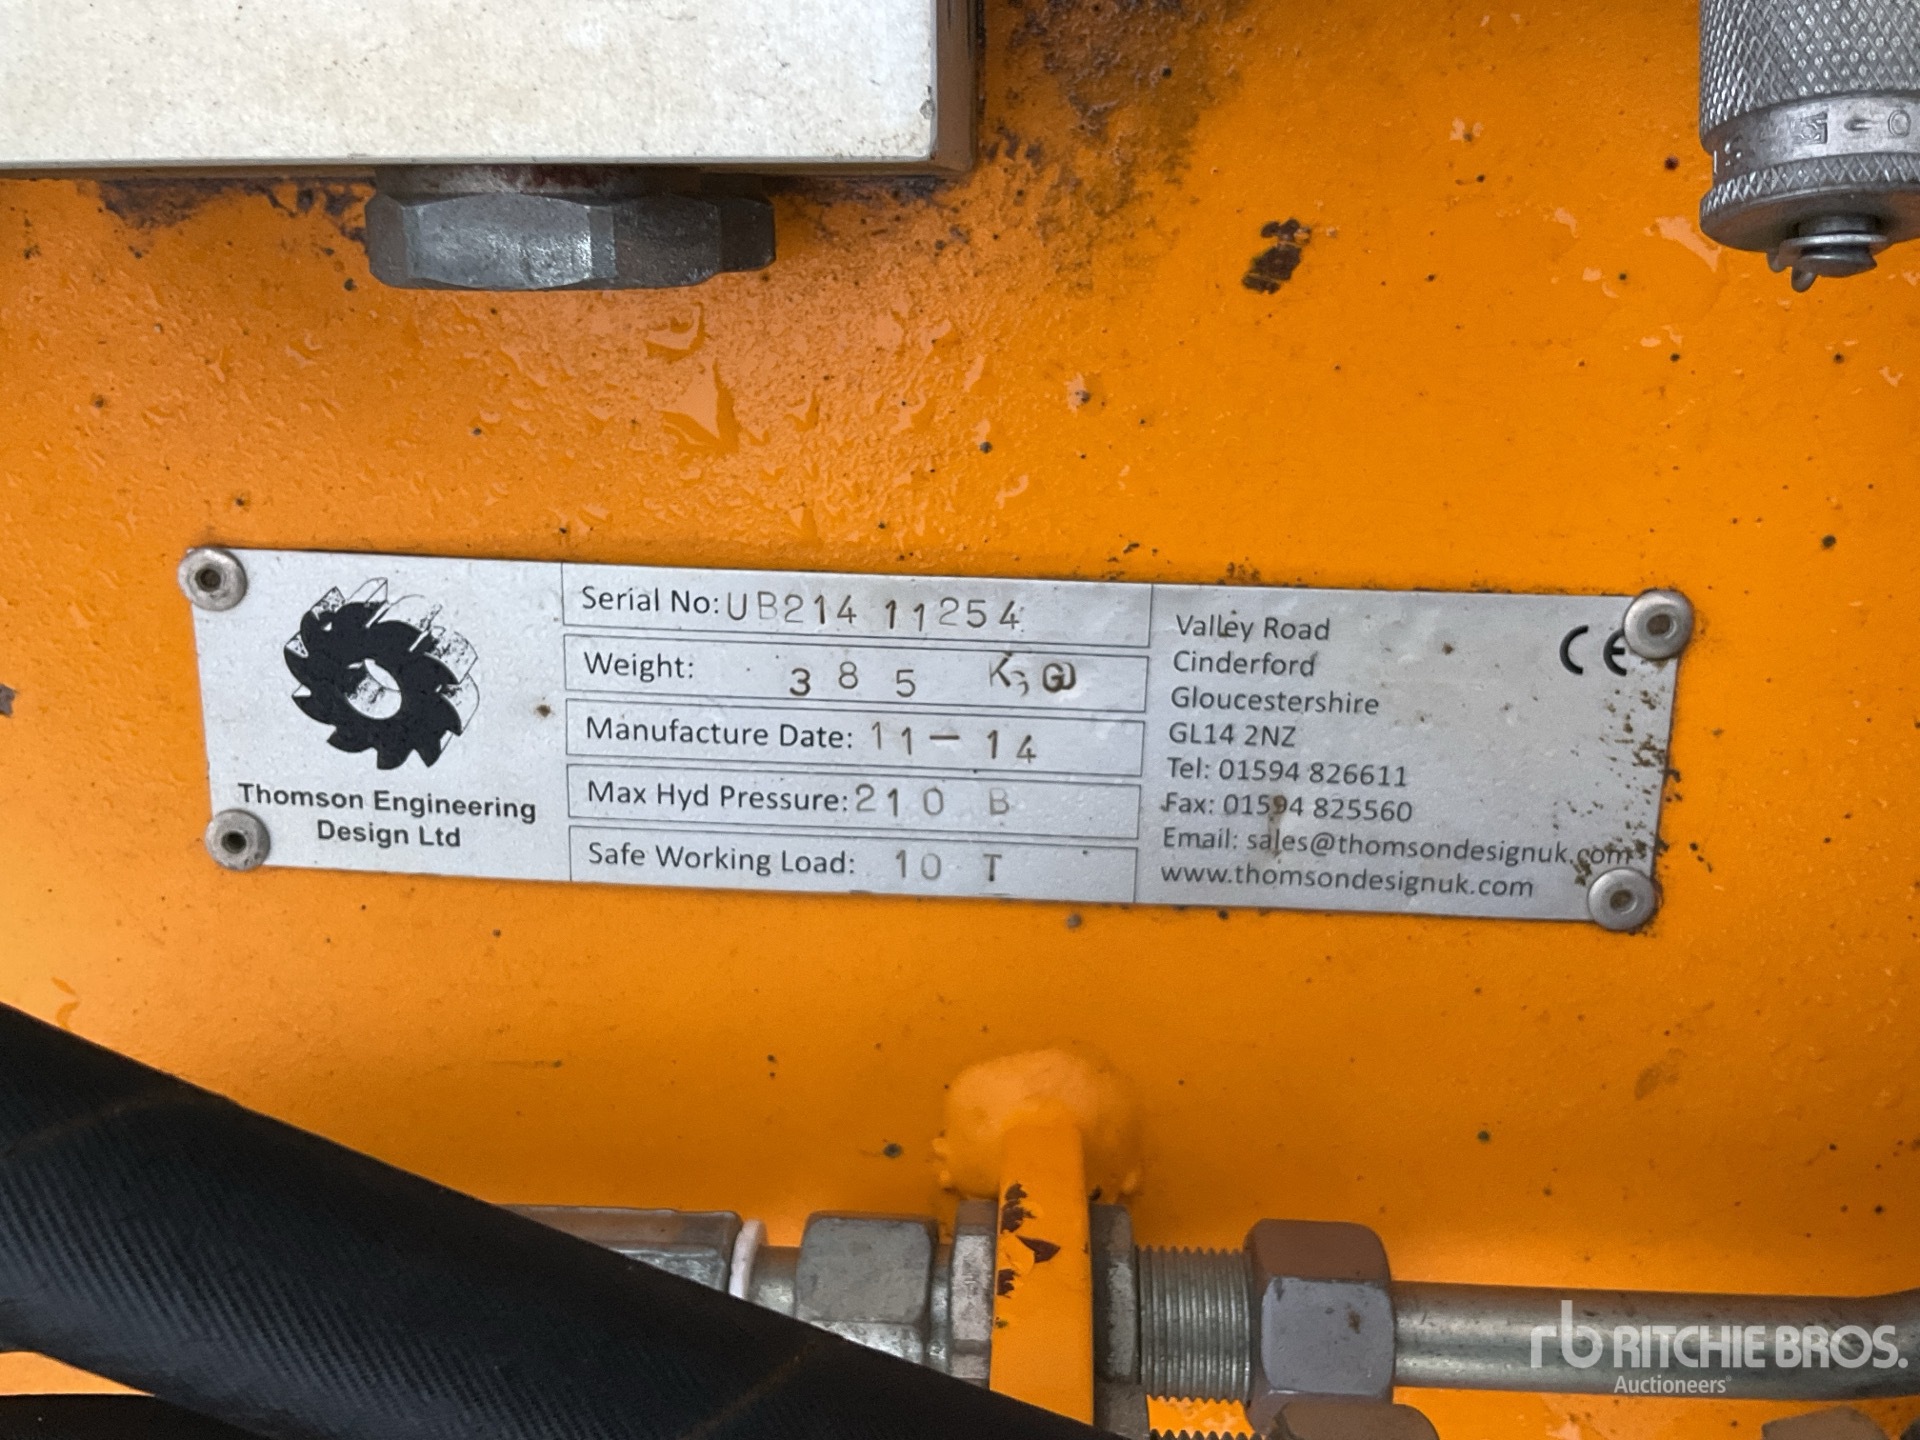 Thomson Engineering
Design Ltd
Serial No: UB214 11254
Weight: 385 KG
Manufacture Date: 11-14
Max Hyd Pressure: 210 B
Safe Working Load: 10 T
Valley Road
Cinderford
Gloucestershire
GL14 2NZ
Tel: 01594 826611
Fax: 01594 825560
Email: sales@thomsondesignuk.com
www.thomsondesignuk.com
CE
rb RITCHIE BROS.
Auctioneers